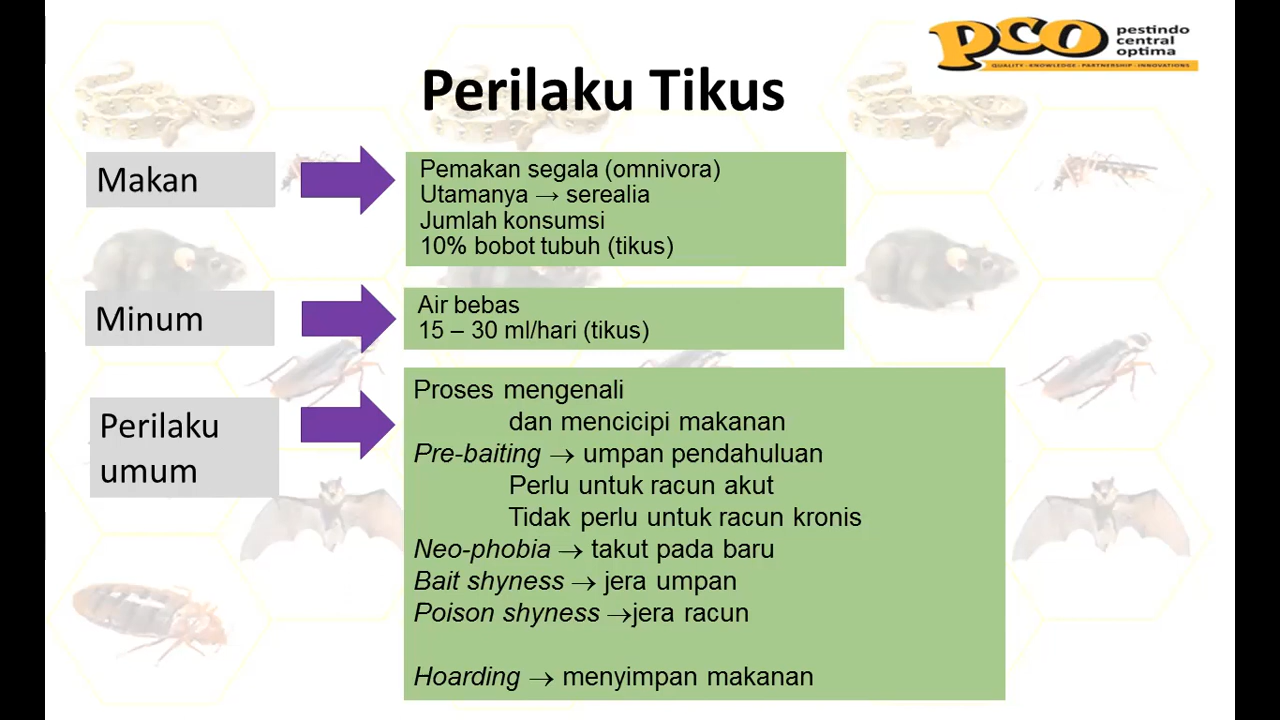 pco
pestindo
central
optima
QUALITY - KNOWLEDGE - PARTNERSHIP - INNOVATIONS
Perilaku Tikus
Makan
Pemakan segala (omnivora)
Utamanya → serealia
Jumlah konsumsi
10% bobot tubuh (tikus)
Minum
Air bebas
15 – 30 ml/hari (tikus)
Perilaku
umum
Proses mengenali
dan mencicipi makanan
Pre-baiting → umpan pendahuluan
Perlu untuk racun akut
Tidak perlu untuk racun kronis
Neo-phobia → takut pada baru
Bait shyness → jera umpan
Poison shyness →jera racun
Hoarding → menyimpan makanan